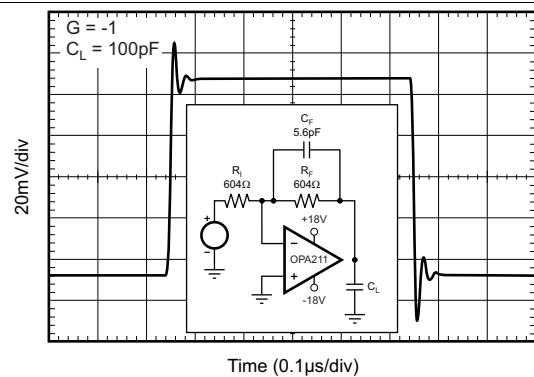 G = -1
C_L = 100pF
20mV/div
C_F
5.6pF
R_I
604Ω
R_F
604Ω
+
−
+18V
−
OPA211
+
-18V
C_L
Time (0.1μs/div)